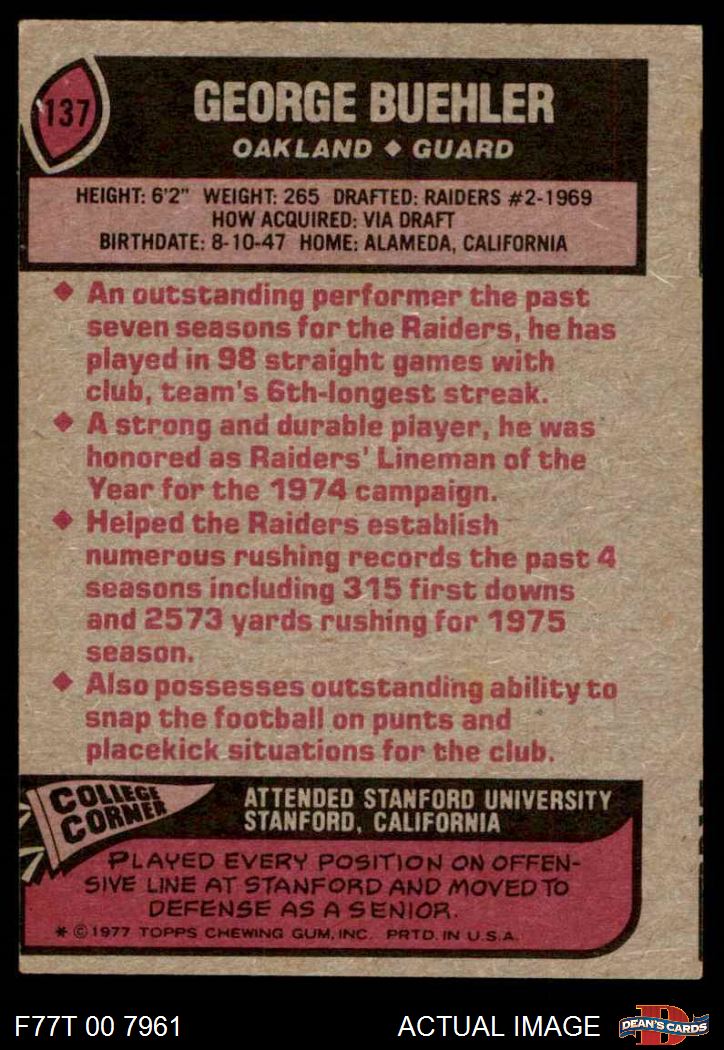 137
GEORGE BUEHLER
OAKLAND ◆ GUARD
HEIGHT: 6'2" WEIGHT: 265 DRAFTED: RAIDERS #2-1969
HOW ACQUIRED: VIA DRAFT
BIRTHDATE: 8-10-47 HOME: ALAMEDA, CALIFORNIA
◆ An outstanding performer the past
seven seasons for the Raiders, he has
played in 98 straight games with
club, team's 6th-longest streak.
◆ A strong and durable player, he was
honored as Raiders' Lineman of the
Year for the 1974 campaign.
◆ Helped the Raiders establish
numerous rushing records the past 4
seasons including 315 first downs
and 2573 yards rushing for 1975
season.
◆ Also possesses outstanding ability to
snap the football on punts and
placekick situations for the club.
COLLEGE
CORNER
ATTENDED STANFORD UNIVERSITY
STANFORD, CALIFORNIA
PLAYED EVERY POSITION ON OFFEN-
SIVE LINE AT STANFORD AND MOVED TO
DEFENSE AS A SENIOR.
* © 1977 TOPPS CHEWING GUM, INC. PRTD. IN U.S.A.
F77T 00 7961
ACTUAL IMAGE
D
DEAN'S CARDS